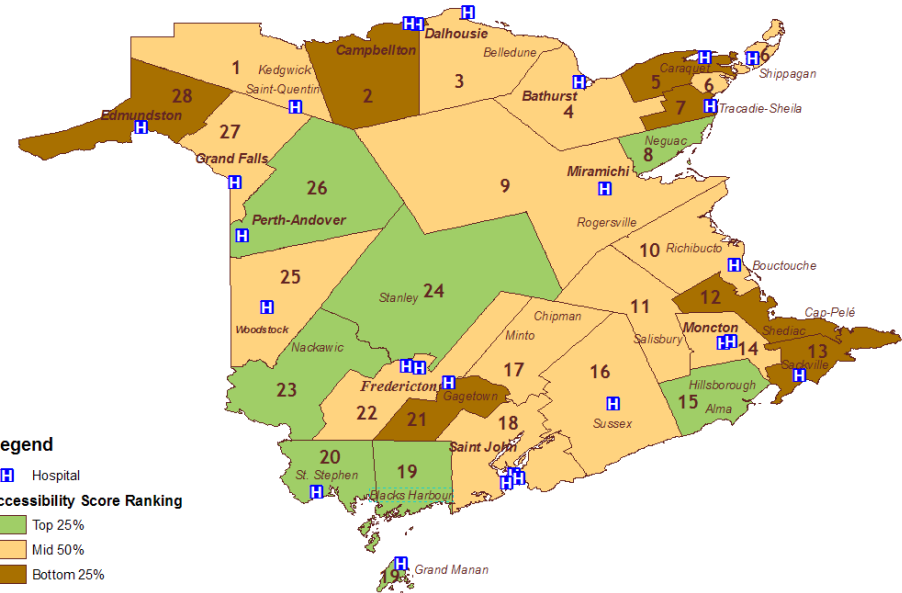 Dalhousie
Campbellton
Belledune
6
1
Kedgwick
3
Caraquet
Shippagan
Saint-Quentin
5
6
28
2
Bathurst
7
Tracadie-Sheila
Edmundston
4
27
Neguac
Grand Falls
8
Miramichi
26
9
Perth-Andover
Rogersville
10
Richibucto
25
Bouctouche
Stanley
24
12
11
Woodstock
Chipman
Cap-Pelé
Minto
Salisbury
Moncton
Shediac
Nackawic
14
13
17
16
Sackville
Fredericton
23
Gagetown
Hillsborough
22
15
Alma
21
18
Sussex
Saint John
20
19
St. Stephen
Blacks Harbour
19
Grand Manan
egend
H Hospital
ccessibility Score Ranking
Top 25%
Mid 50%
Bottom 25%